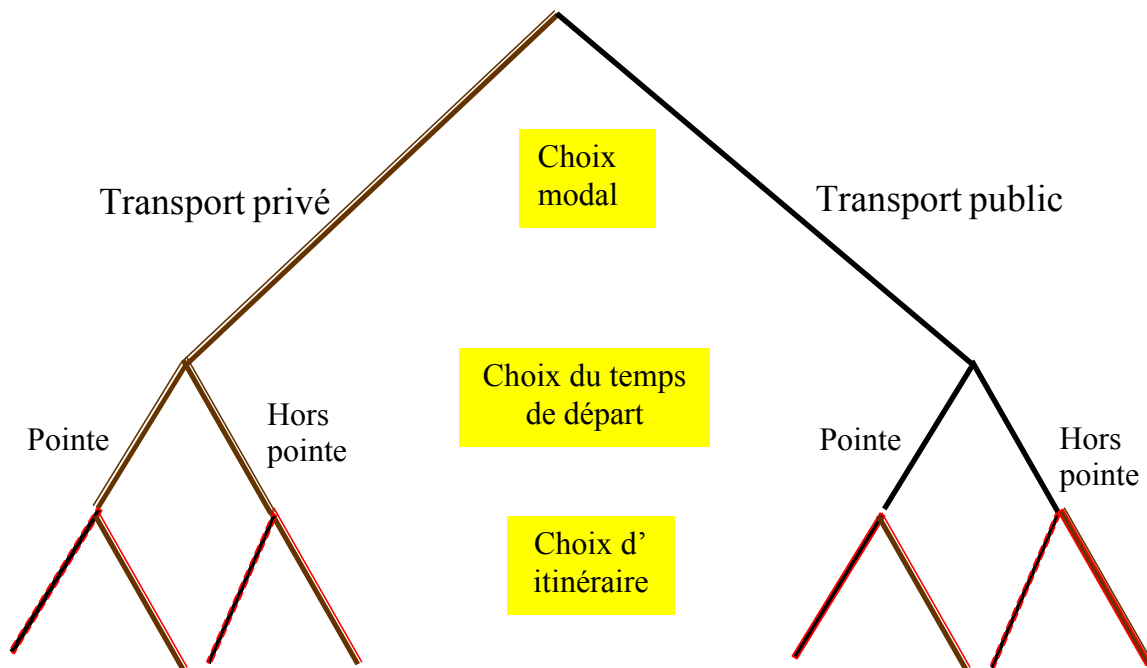 Choix
modal
Transport privé
Transport public
Choix du temps
de départ
Pointe
Hors
pointe
Pointe
Hors
pointe
Choix d’
itinéraire